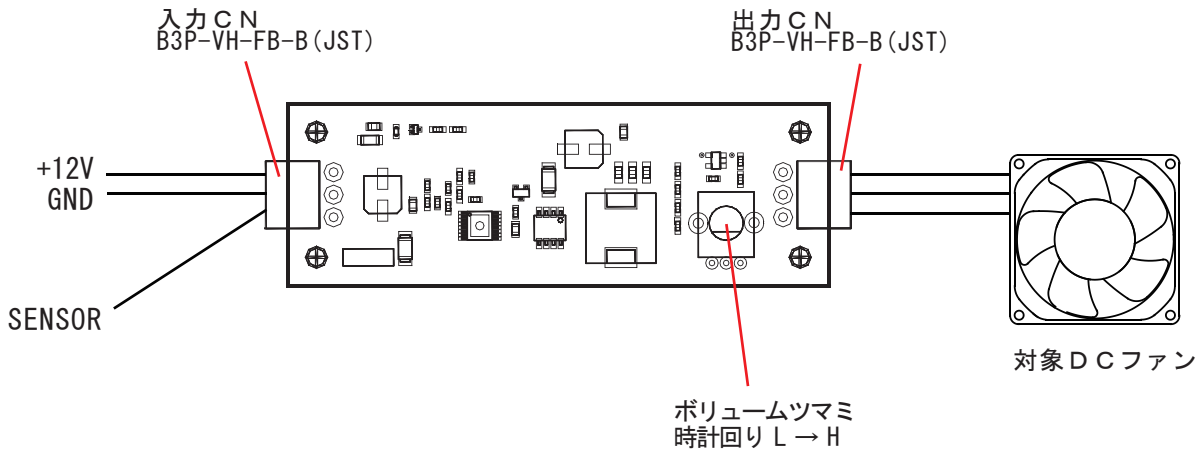 入力ＣＮ
B3P-VH-FB-B(JST)
出力ＣＮ
B3P-VH-FB-B(JST)
+12V
GND
SENSOR
対象ＤＣファン
ボリュームツマミ
時計回り L → H